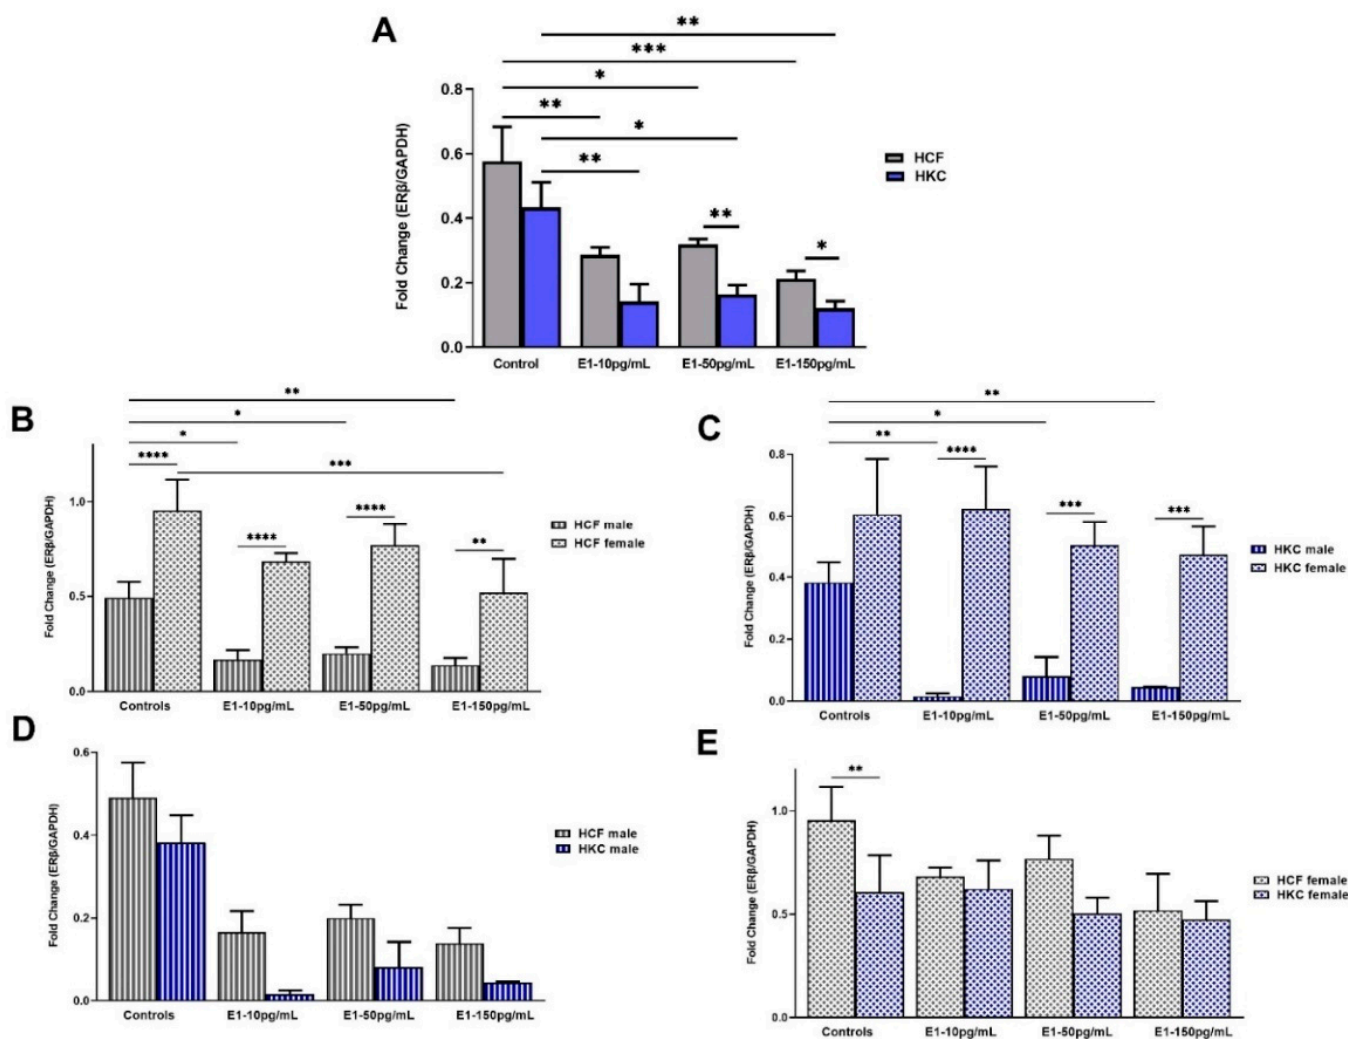 A
**
***
*
**
*
**
**
*
0.8
0.6
0.4
0.2
0.0
Fold Change (ERβ/GAPDH)
HCF
HKC
Control
E1-10pg/mL
E1-50pg/mL
E1-150pg/mL
B
**
*
*
****
***
****
****
**
1.0
0.5
0.0
Fold Change (ERβ/GAPDH)
HCF male
HCF female
Controls
E1-10pg/mL
E1-50pg/mL
E1-150pg/mL
C
**
*
**
****
***
***
0.8
0.6
0.4
0.2
0.0
Fold Change (ERβ/GAPDH)
HKC male
HKC female
Controls
E1-10pg/mL
E1-50pg/mL
E1-150pg/mL
D
0.6
0.4
0.2
0.0
Fold Change (ERβ/GAPDH)
HCF male
HKC male
Controls
E1-10pg/mL
E1-50pg/mL
E1-150pg/mL
E
**
1.0
0.5
0.0
Fold Change (ERβ/GAPDH)
HCF female
HKC female
Controls
E1-10pg/mL
E1-50pg/mL
E1-150pg/mL